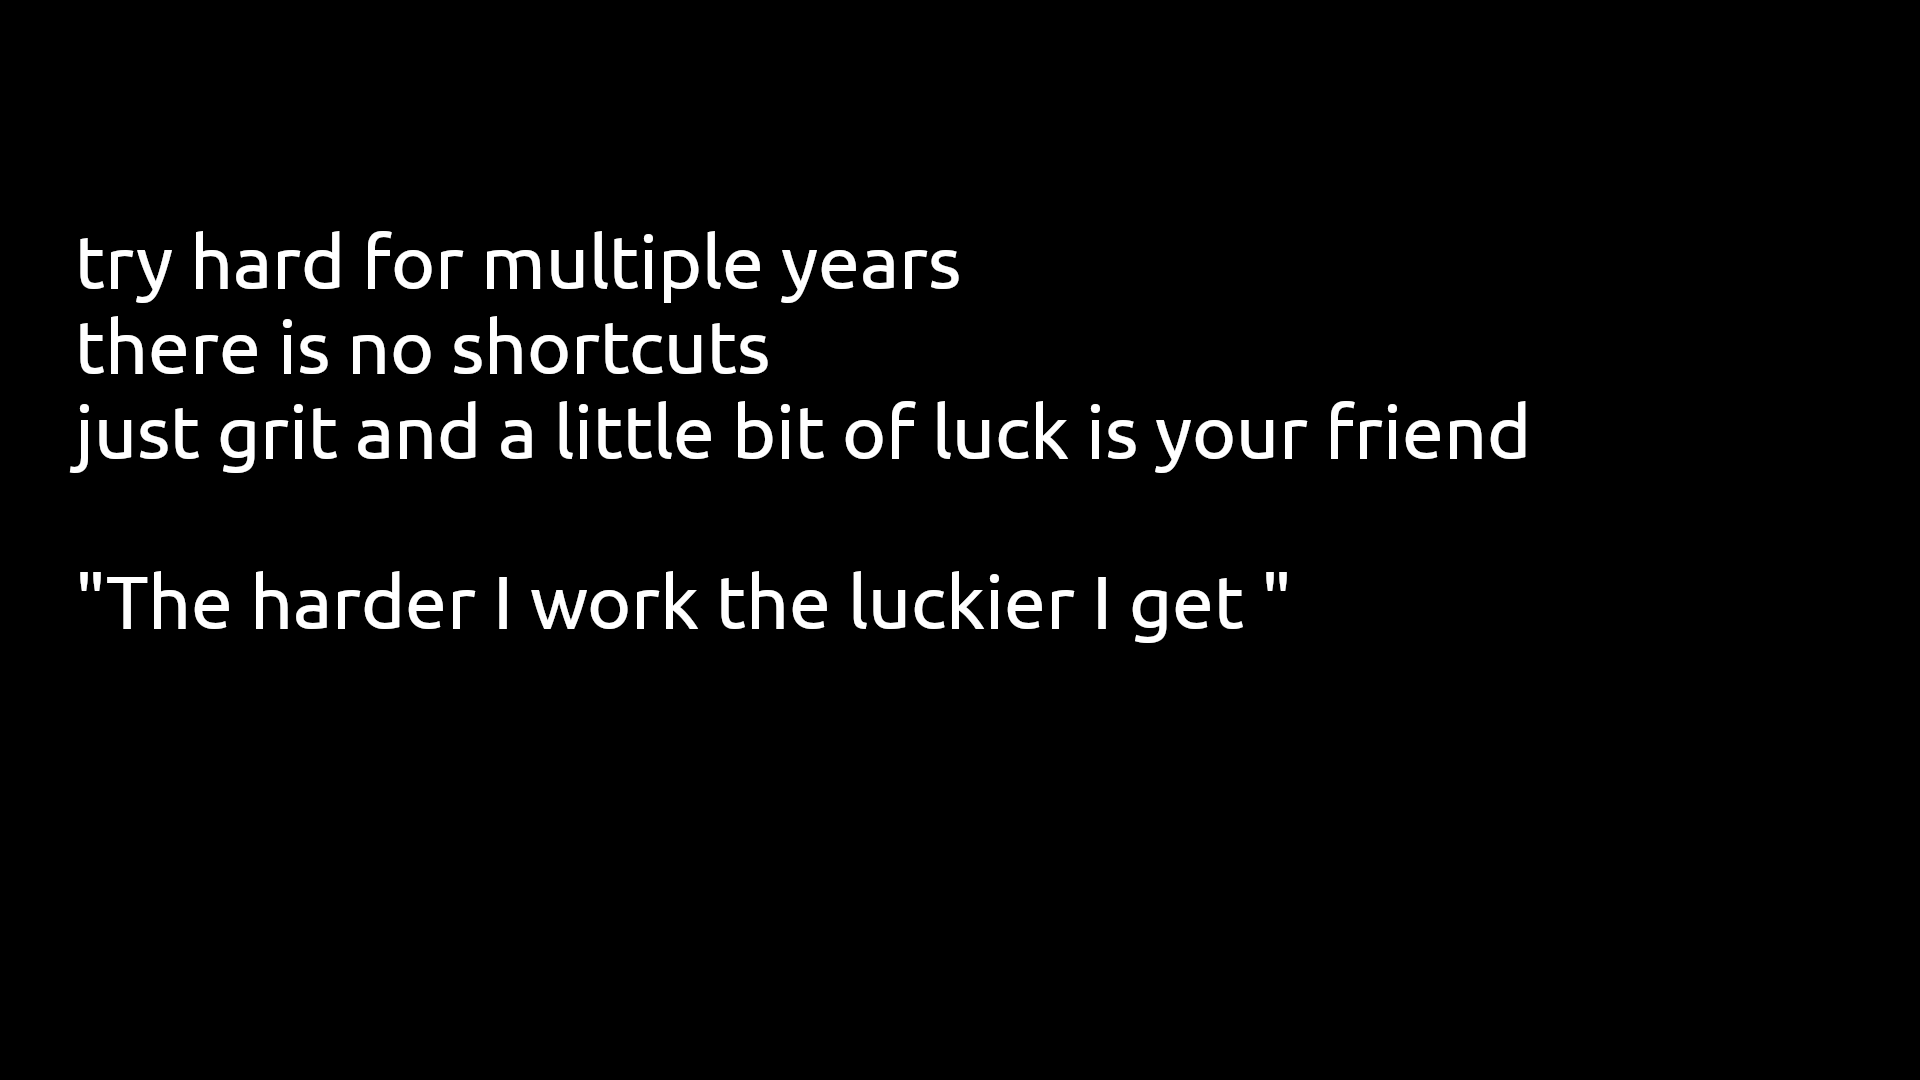 try hard for multiple years
there is no shortcuts
just grit and a little bit of luck is your friend
"The harder I work the luckier I get "